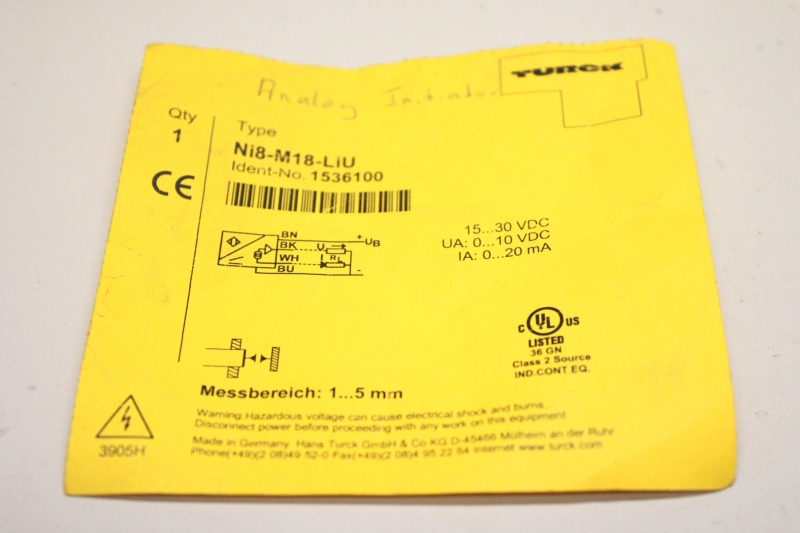 Analog Initiator
TURCK
Qty
1
Type
Ni8-M18-LiU
Ident-No. 1536100
CE
15...30 VDC
UA: 0...10 VDC
IA: 0...20 mA
BN
+ UB
BK
U
WH
I
RL
BU
-
C UL US
LISTED
36 GN
Class 2 Source
IND.CONT EQ.
Messbereich: 1...5 mm
Warning: Hazardous voltage can cause electrical shock and burns.
Disconnect power before proceeding with any work on this equipment.
3905H
Made in Germany Hans Turck GmbH & Co KG D-45466 Mülheim an der Ruhr
Phone(+49)(2 08)49 52-0 Fax(+49)(2 08)4 95 22 64 Internet www.turck.com